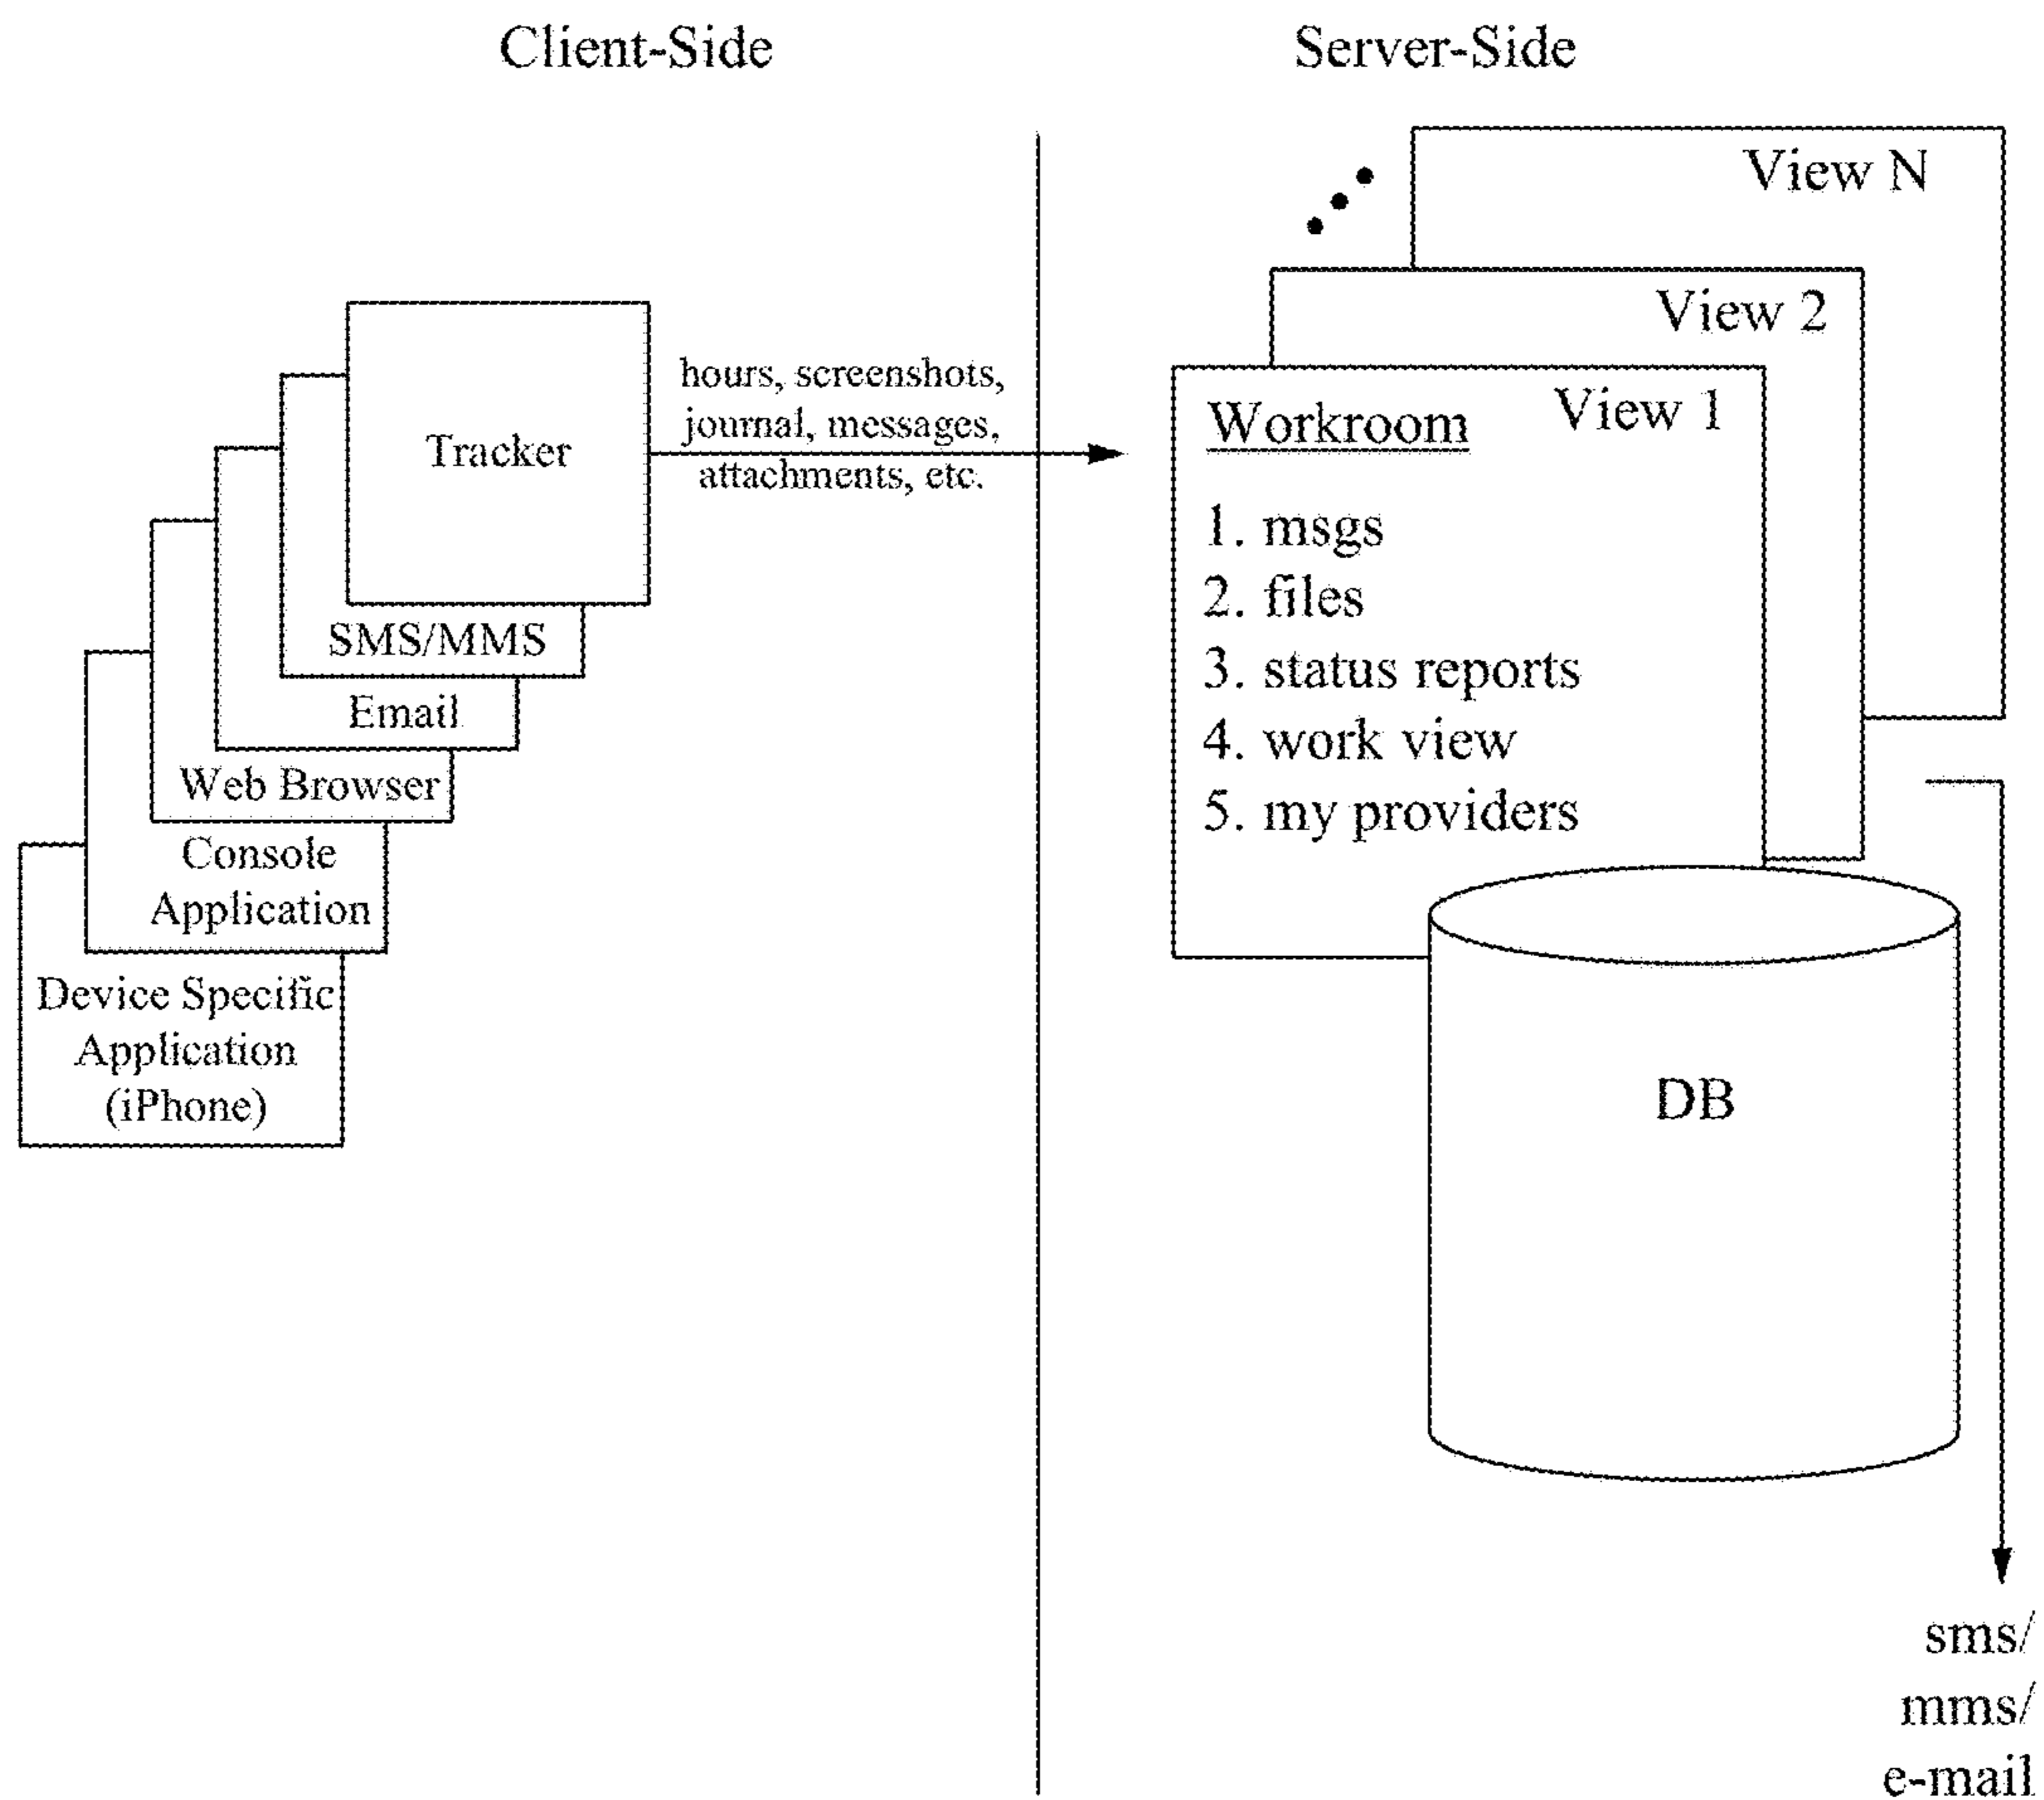 Client-Side
Server-Side
Tracker
SMS/MMS
Email
Web Browser
Console
Application
Device Specific
Application
(iPhone)
hours, screenshots,
journal, messages,
attachments, etc.
View N
View 2
View 1
Workroom
1. msgs
2. files
3. status reports
4. work view
5. my providers
DB
sms/
mms/
e-mail